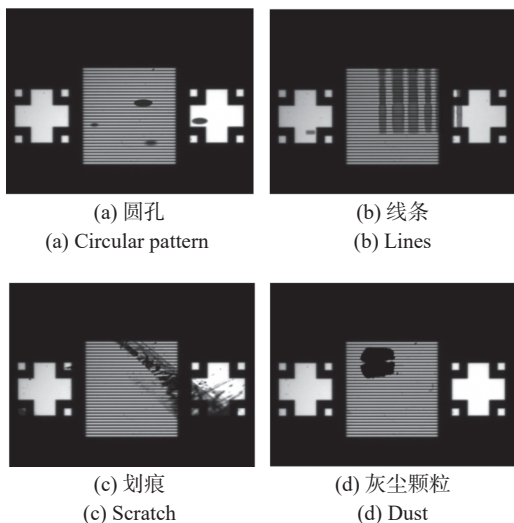 (a) 圆孔
(a) Circular pattern
(b) 线条
(b) Lines
(c) 划痕
(c) Scratch
(d) 灰尘颗粒
(d) Dust